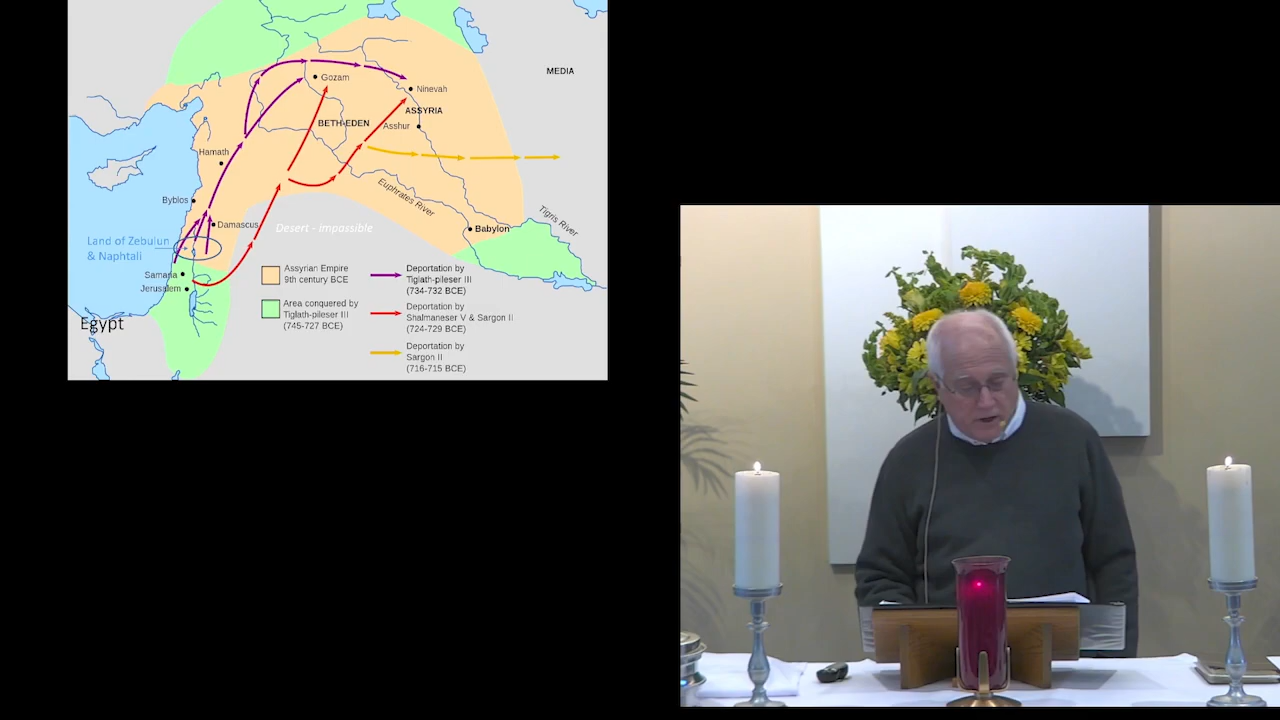 MEDIA
Gozam
Ninevah
ASSYRIA
BETH-EDEN
Asshur
Hamath
Byblos
Euphrates River
Tigris River
Damascus
Desert - Impassible
Babylon
Land of Zebulun
& Naphtali
Samaria
Jerusalem
Egypt
Assyrian Empire
9th century BCE
Area conquered by
Tiglath-pileser III
(745-727 BCE)
Deportation by
Tiglath-pileser III
(734-732 BCE)
Deportation by
Shalmaneser V & Sargon II
(724-729 BCE)
Deportation by
Sargon II
(716-715 BCE)